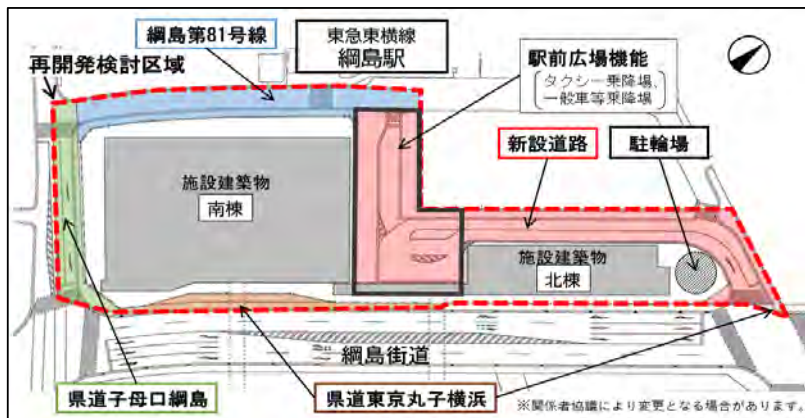 綱島第81号線
東急東横線
綱島駅
駅前広場機能
タクシー乗降場、
一般車等乗降場
再開発検討区域
新設道路
駐輪場
施設建築物
南棟
施設建築物
北棟
綱島街道
県道子母口綱島
県道東京丸子横浜
※関係者協議により変更となる場合があります。